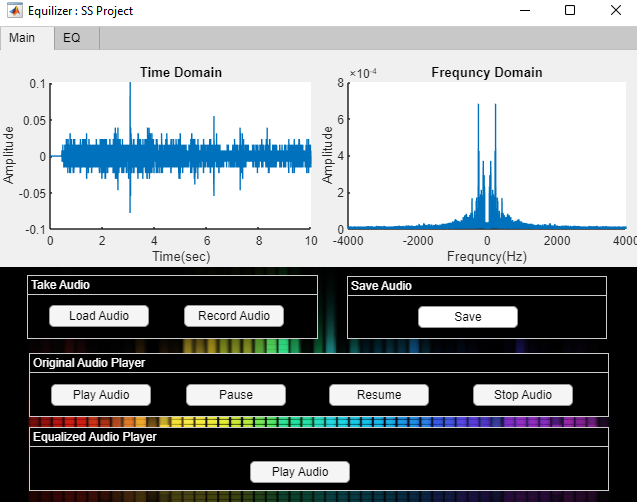 Equilizer : SS Project
Main EQ
Time Domain
Amplitude
0.1
0.05
0
-0.05
-0.1
0 2 4 6 8 10
Time(sec)
Frequncy Domain
×10-4
Amplitude
8
6
4
2
0
-4000 -2000 0 2000 4000
Frequncy(Hz)
Take Audio
Load Audio Record Audio
Save Audio
Save
Original Audio Player
Play Audio Pause Resume Stop Audio
Equalized Audio Player
Play Audio